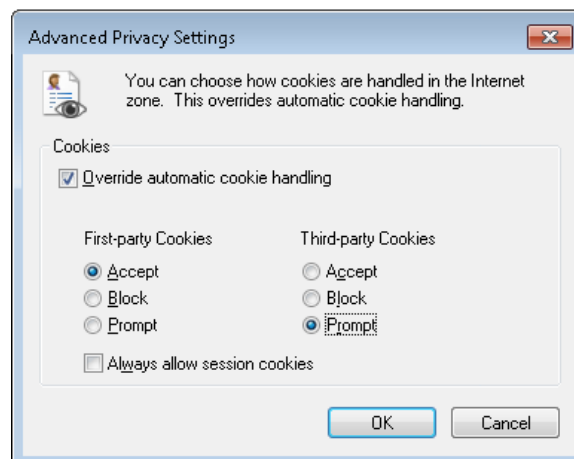 Advanced Privacy Settings
You can choose how cookies are handled in the Internet
zone. This overrides automatic cookie handling.
Cookies
Override automatic cookie handling
First-party Cookies
Third-party Cookies
Accept
Accept
Block
Block
Prompt
Prompt
Always allow session cookies
OK
Cancel